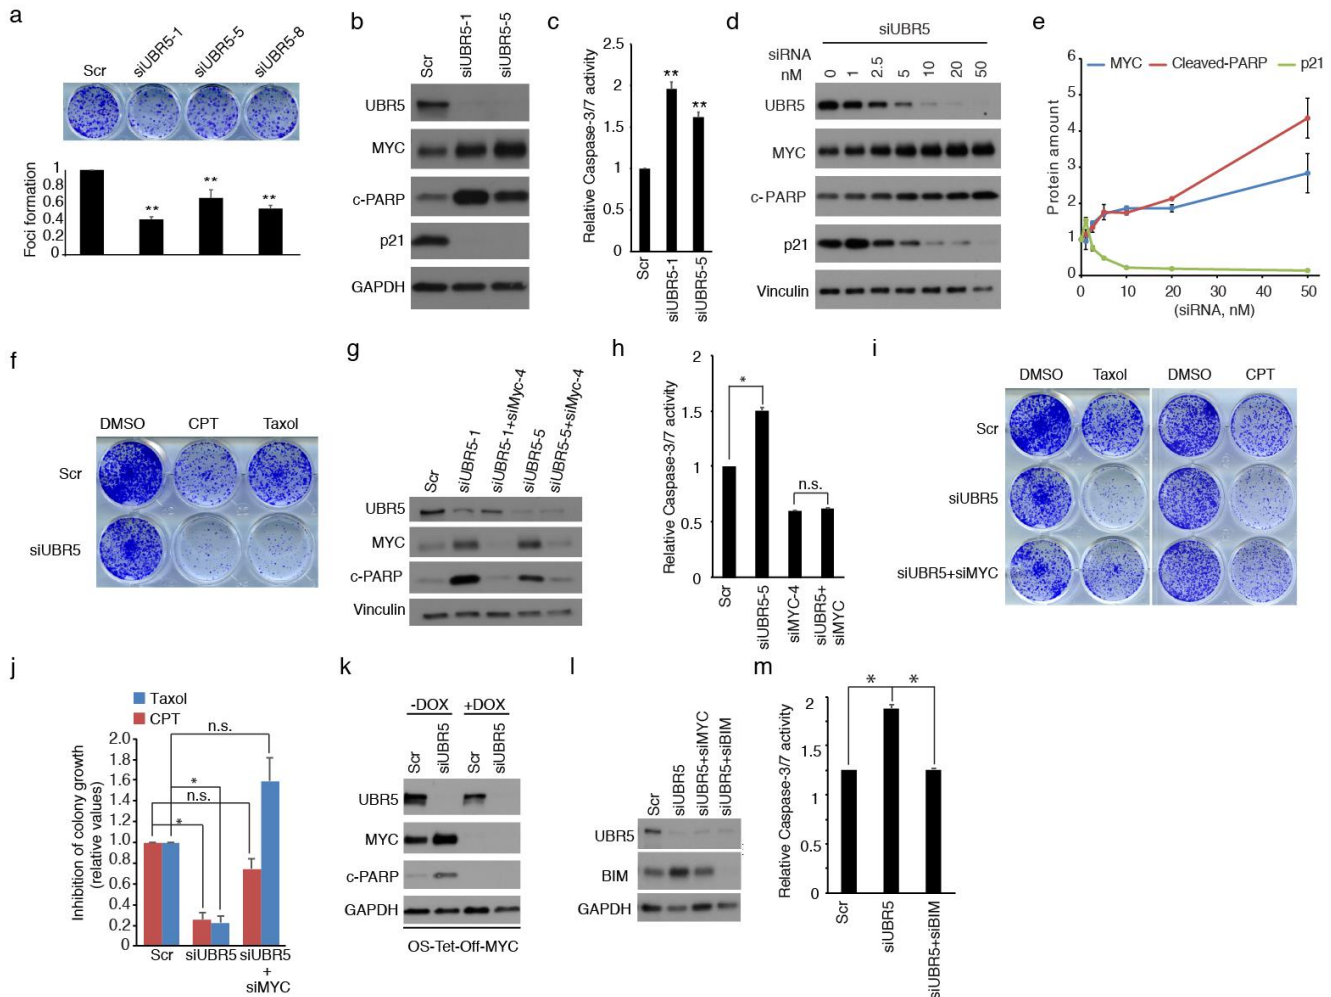 a
Scr siUBR5-1 siUBR5-5 siUBR5-8
Foci formation
1
0.8
0.6
0.4
0.2
0
** ** **
b
Scr siUBR5-1 siUBR5-5
UBR5
MYC
c-PARP
p21
GAPDH
c
Relative Caspase-3/7 activity
2.5
2
1.5
1
0.5
0
** **
Scr siUBR5-1 siUBR5-5
d
siUBR5
siRNA
nM 0 1 2.5 5 10 20 50
UBR5
MYC
c-PARP
p21
Vinculin
e
MYC Cleaved-PARP p21
Protein amount
6
5
4
3
2
1
0
0 10 20 30 40 50
(siRNA, nM)
f
DMSO CPT Taxol
Scr
siUBR5
g
Scr siUBR5-1 siUBR5-1+siMyc-4 siUBR5-5 siUBR5-5+siMyc-4
UBR5
MYC
c-PARP
Vinculin
h
Relative Caspase-3/7 activity
2
1.5
1
0.5
0
*
n.s.
Scr siUBR5-5 siMYC-4 siUBR5+
siMYC
i
DMSO Taxol DMSO CPT
Scr
siUBR5
siUBR5+siMYC
j
Taxol
CPT
Inhibition of colony growth
(relative values)
2.0
1.8
1.6
1.4
1.2
1.0
0.8
0.6
0.4
0.2
0
n.s.
*
n.s.
*
Scr siUBR5 siUBR5
+
siMYC
k
-DOX +DOX
Scr siUBR5 Scr siUBR5
UBR5
MYC
c-PARP
GAPDH
OS-Tet-Off-MYC
l
Scr siUBR5 siUBR5+siMYC siUBR5+siBIM
UBR5
BIM
GAPDH
m
Relative Caspase-3/7 activity
2
1.5
1
1
0.5
0
* *
Scr siUBR5 siUBR5+siBIM